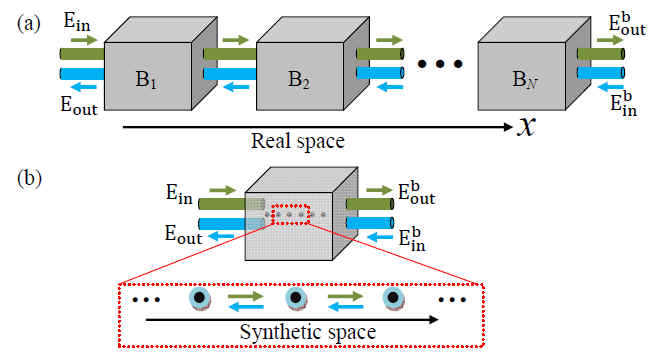 (a)
E_in
E_out
B_1
B_2
•••
B_N
E^b_out
E^b_in
Real space
x
(b)
E_in
E_out
E^b_out
E^b_in
•••
•••
Synthetic space